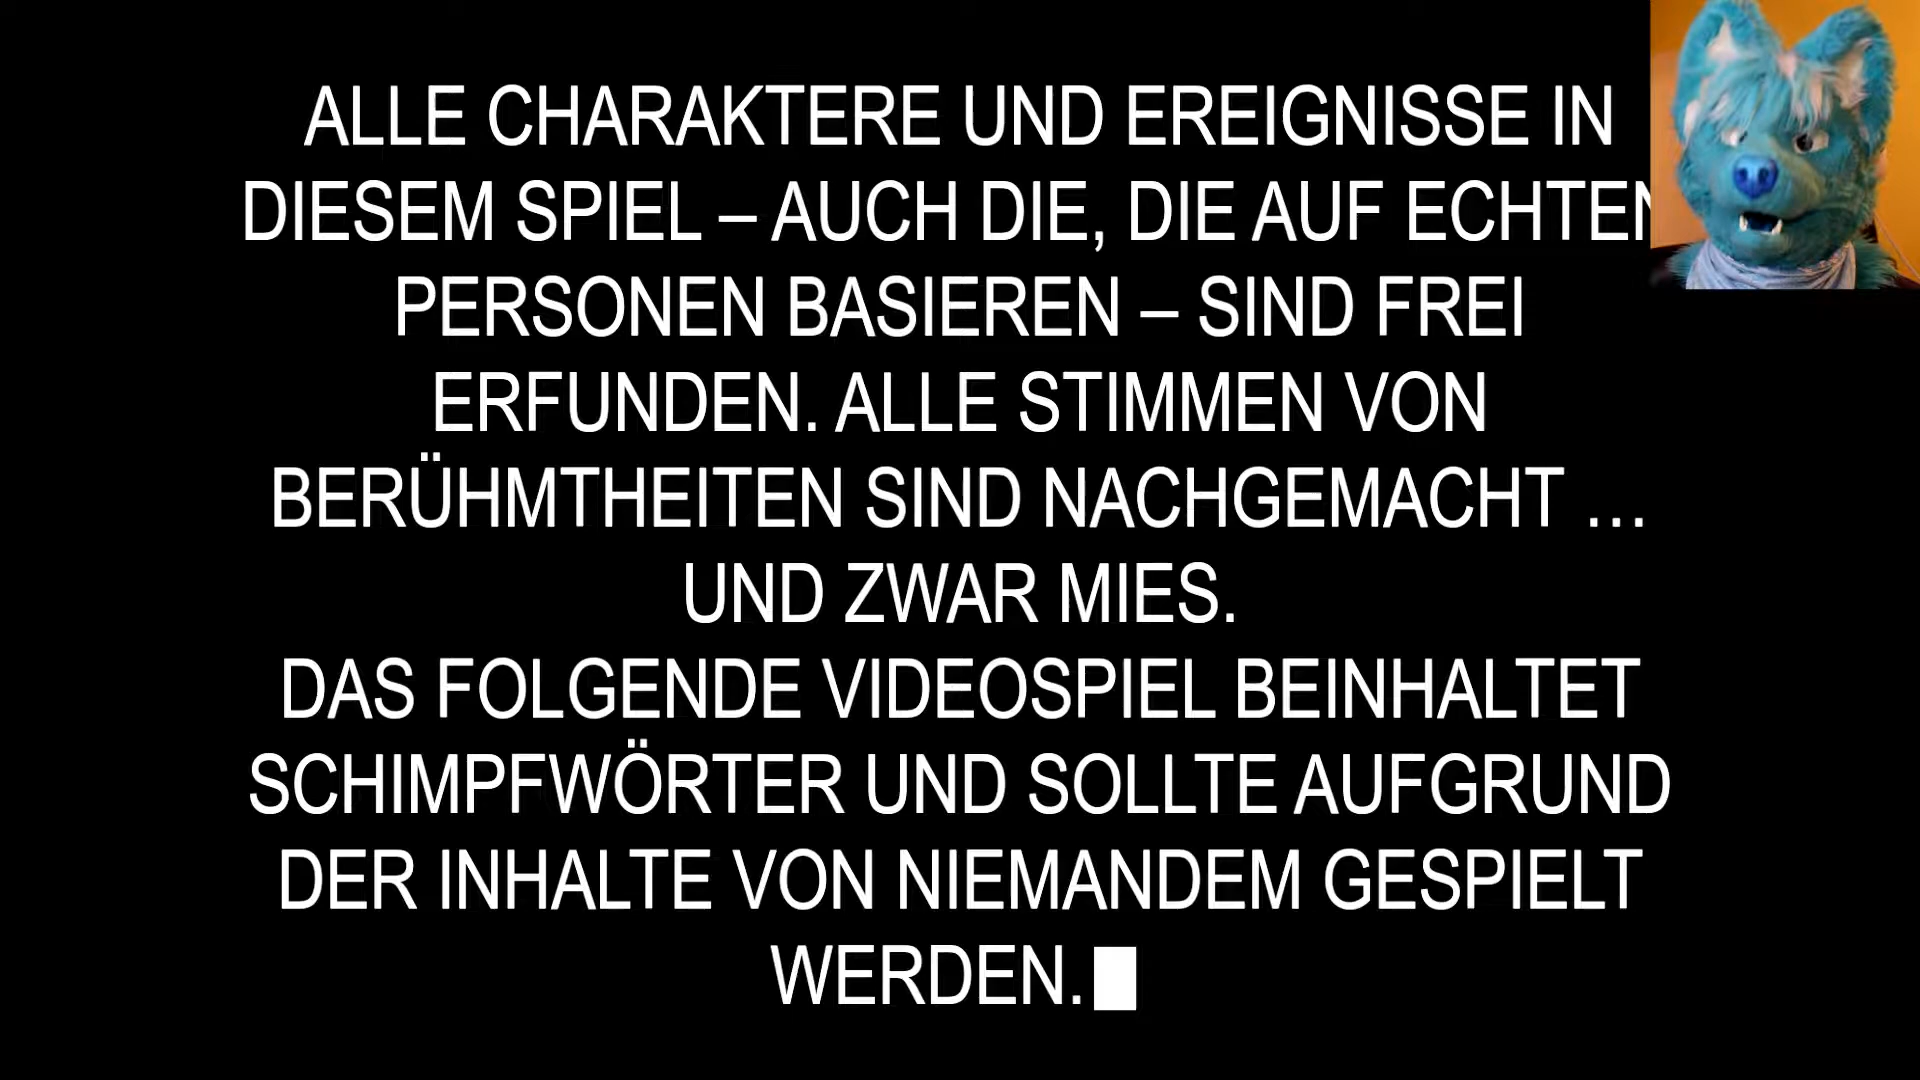 ALLE CHARAKTERE UND EREIGNISSE IN
DIESEM SPIEL – AUCH DIE, DIE AUF ECHTEN
PERSONEN BASIEREN – SIND FREI
ERFUNDEN. ALLE STIMMEN VON
BERÜHMTHEITEN SIND NACHGEMACHT …
UND ZWAR MIES.
DAS FOLGENDE VIDEOSPIEL BEINHALTET
SCHIMPFWÖRTER UND SOLLTE AUFGRUND
DER INHALTE VON NIEMANDEM GESPIELT
WERDEN.